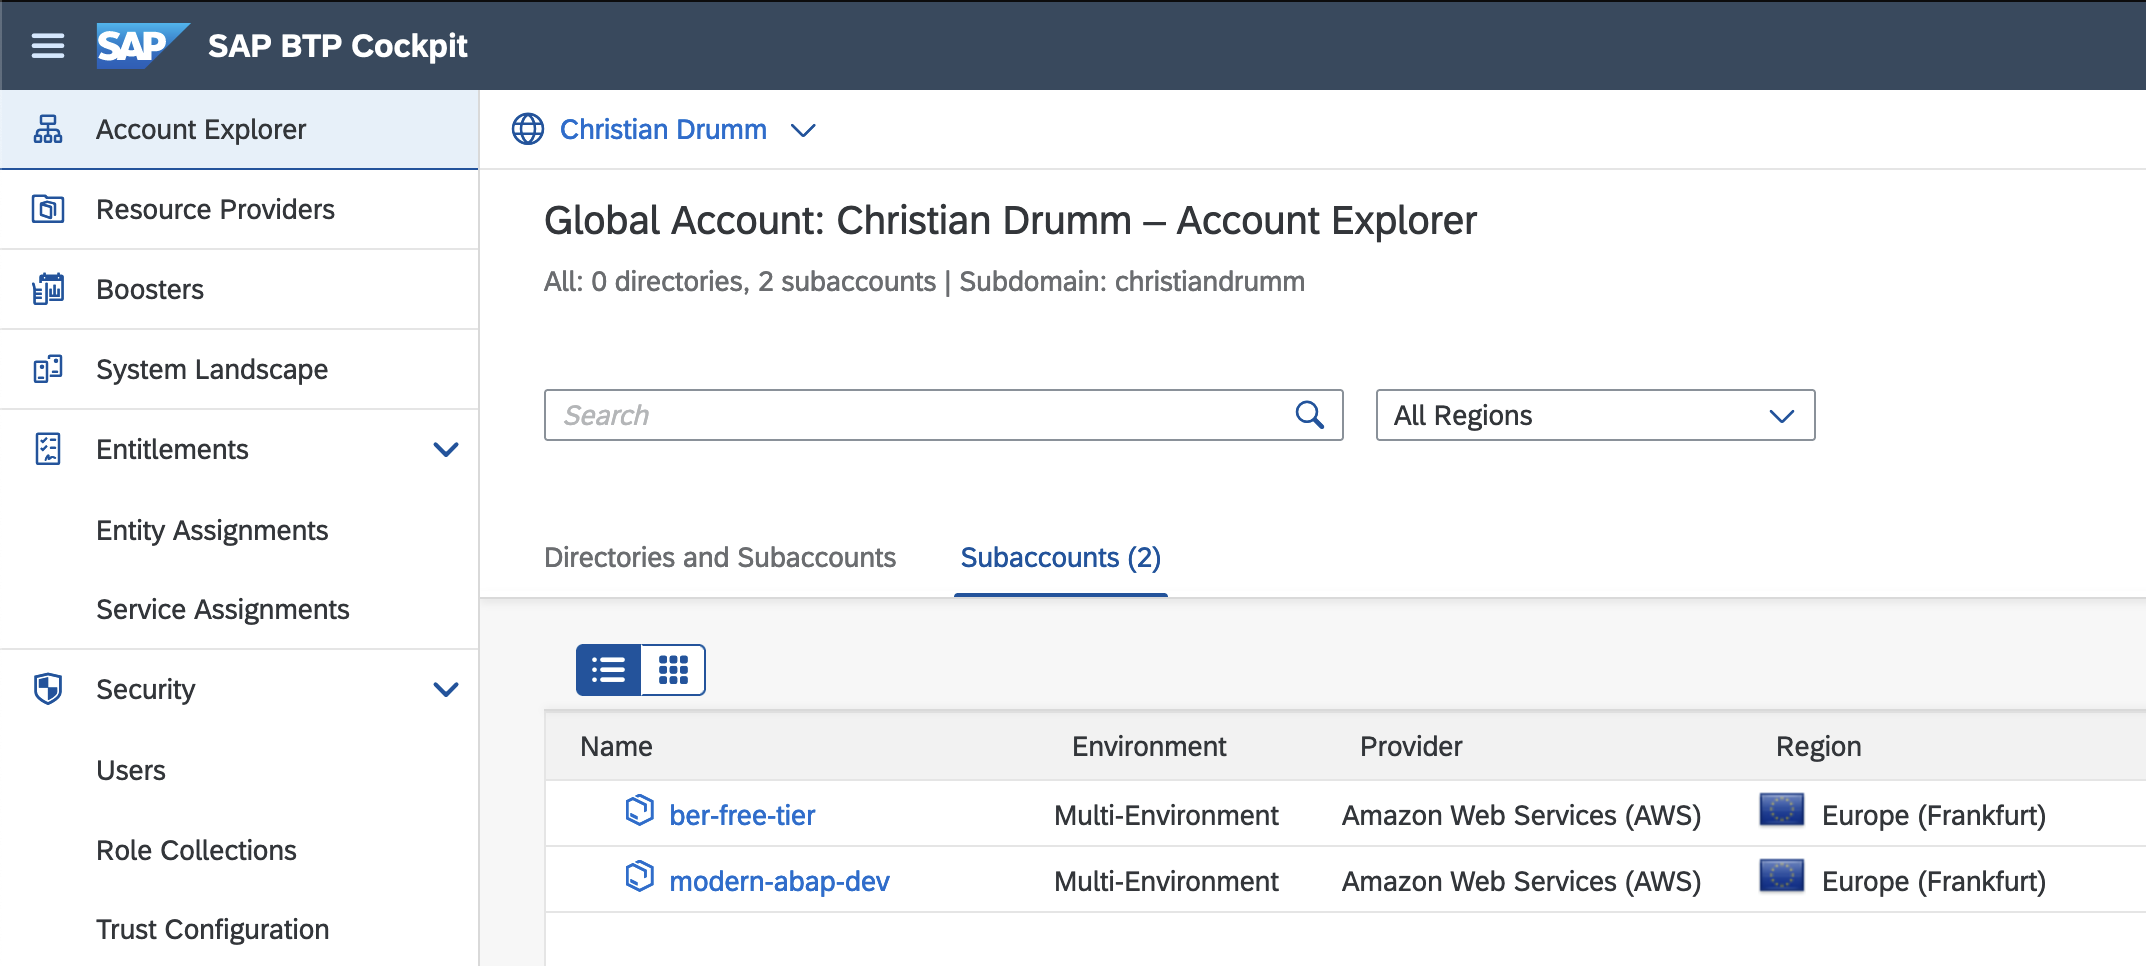 SAP SAP BTP Cockpit
Account Explorer
Resource Providers
Boosters
System Landscape
Entitlements
Entity Assignments
Service Assignments
Security
Users
Role Collections
Trust Configuration
Christian Drumm
Global Account: Christian Drumm – Account Explorer
All: 0 directories, 2 subaccounts | Subdomain: christiandrumm
Search All Regions
Directories and Subaccounts Subaccounts (2)
Name Environment Provider Region
ber-free-tier Multi-Environment Amazon Web Services (AWS) Europe (Frankfurt)
modern-abap-dev Multi-Environment Amazon Web Services (AWS) Europe (Frankfurt)